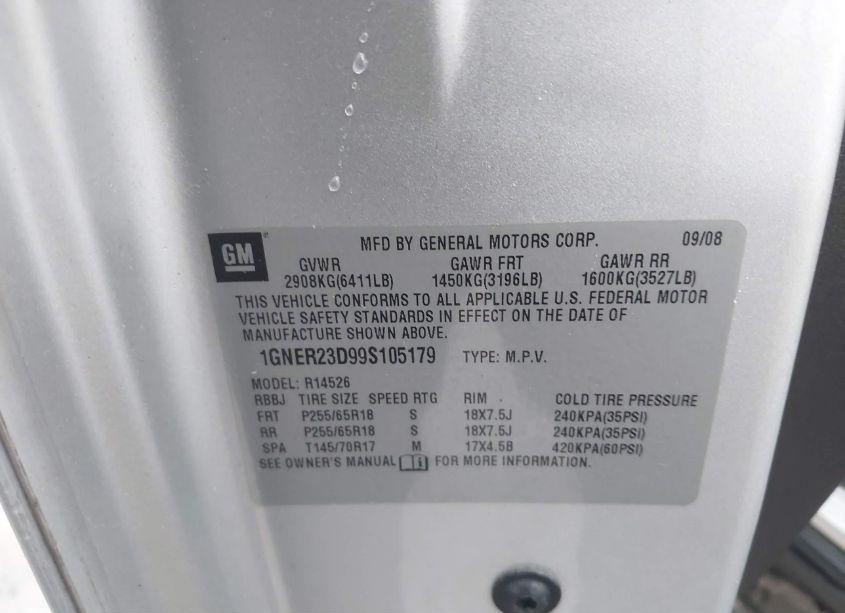 GM
MFD BY GENERAL MOTORS CORP. 09/08
GVWR GAWR FRT GAWR RR
2908KG(6411LB) 1450KG(3196LB) 1600KG(3527LB)
THIS VEHICLE CONFORMS TO ALL APPLICABLE U.S. FEDERAL MOTOR
VEHICLE SAFETY STANDARDS IN EFFECT ON THE DATE OF
MANUFACTURE SHOWN ABOVE.
1GNER23D99S105179 TYPE: M.P.V.
MODEL: R14526
RBBJ TIRE SIZE SPEED RTG RIM COLD TIRE PRESSURE
FRT P255/65R18 S 18X7.5J 240KPA(35PSI)
RR P255/65R18 S 18X7.5J 240KPA(35PSI)
SPA T145/70R17 M 17X4.5B 420KPA(60PSI)
SEE OWNER'S MANUAL FOR MORE INFORMATION.